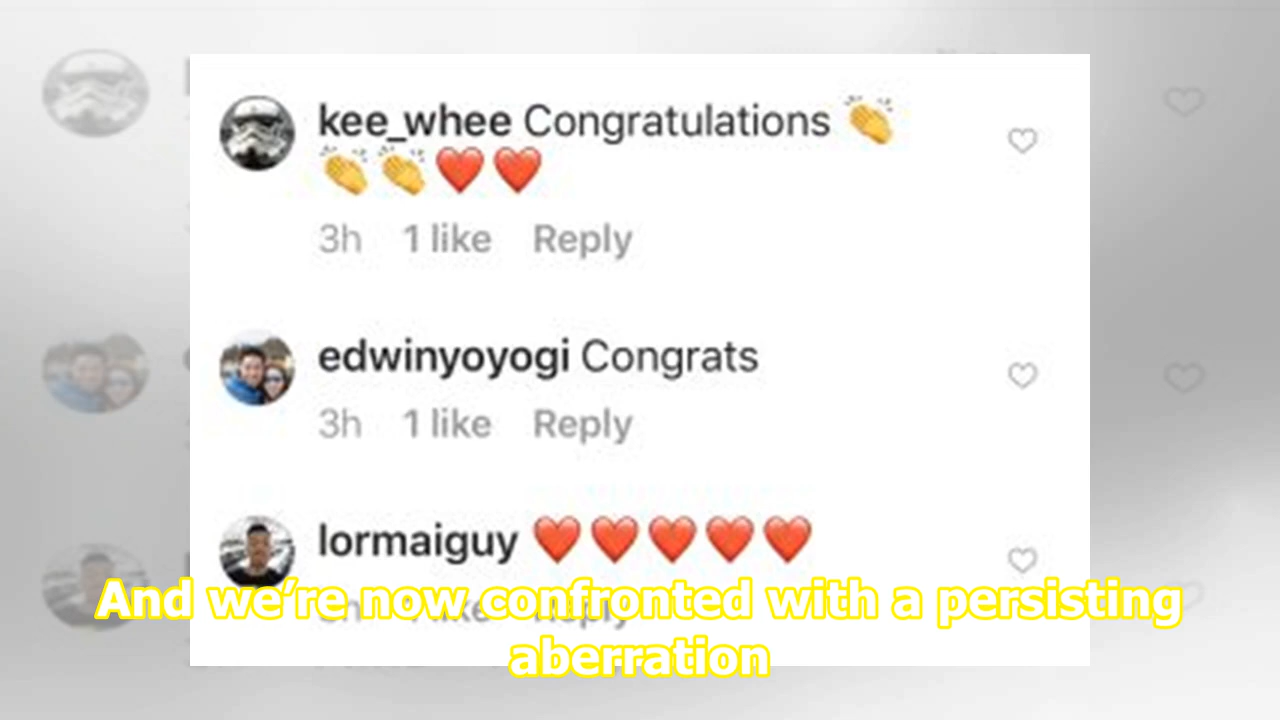 kee_whee Congratulations 👏
👏👏❤️❤️
3h 1 like Reply
edwinyoyogi Congrats
3h 1 like Reply
lormaiguy ❤️❤️❤️❤️❤️
And we’re now confronted with a persisting
aberration